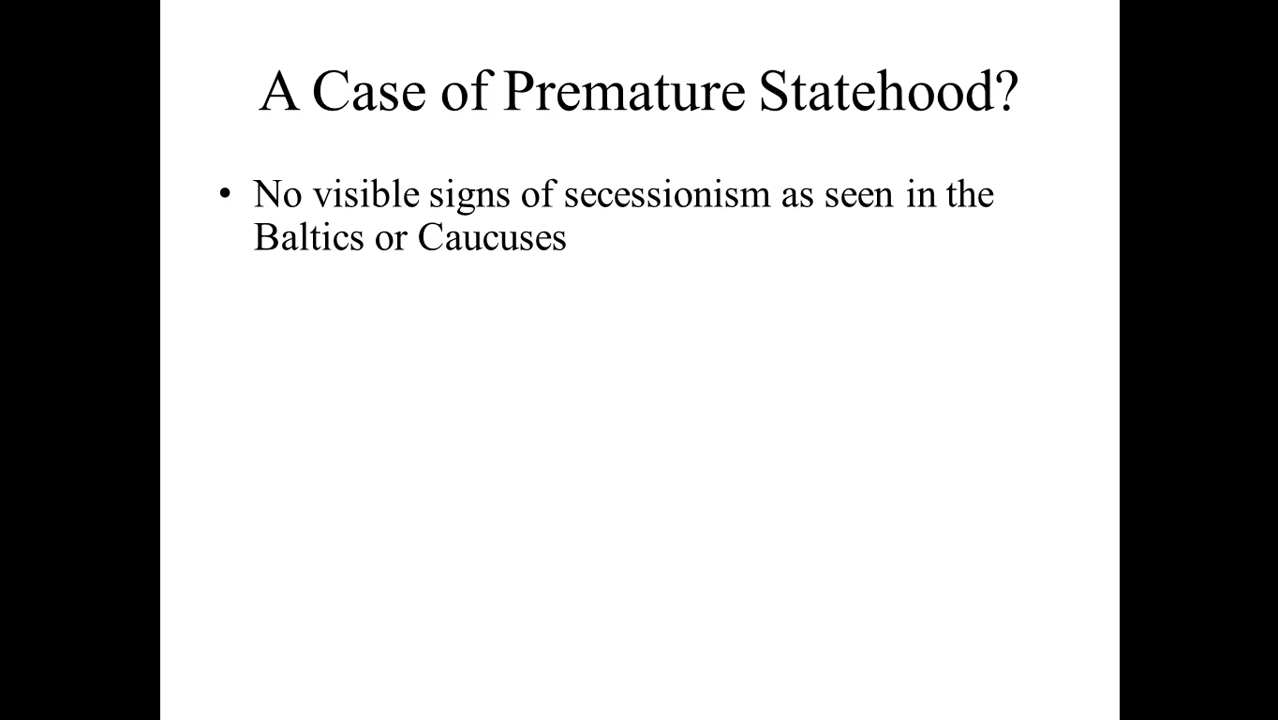 A Case of Premature Statehood?
• No visible signs of secessionism as seen in the
Baltics or Caucuses